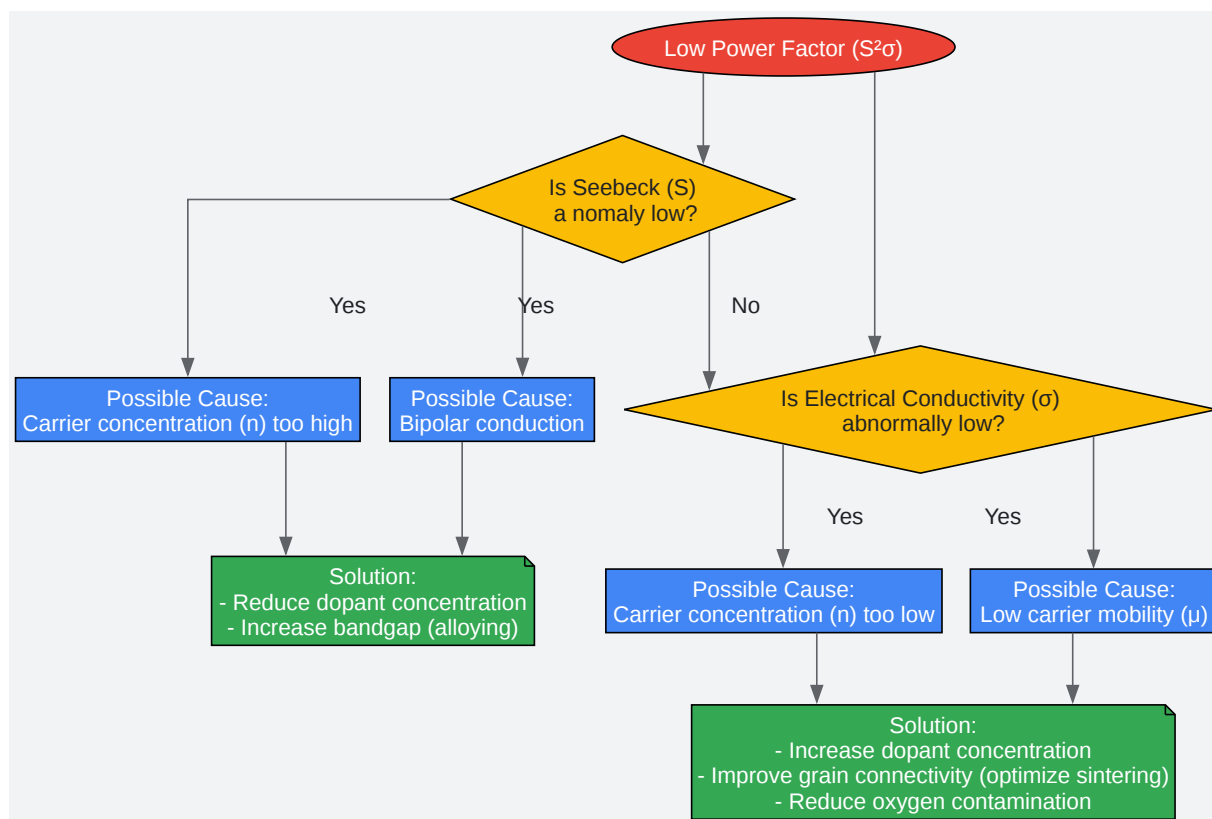 Low Power Factor (S²σ)
Is Seebeck (S)
a nomaly low?
Yes
Yes
No
Possible Cause:
Carrier concentration (n) too high
Possible Cause:
Bipolar conduction
Is Electrical Conductivity (σ)
abnormally low?
Yes
Yes
Solution:
- Reduce dopant concentration
- Increase bandgap (alloying)
Possible Cause:
Carrier concentration (n) too low
Possible Cause:
Low carrier mobility (μ)
Solution:
- Increase dopant concentration
- Improve grain connectivity (optimize sintering)
- Reduce oxygen contamination